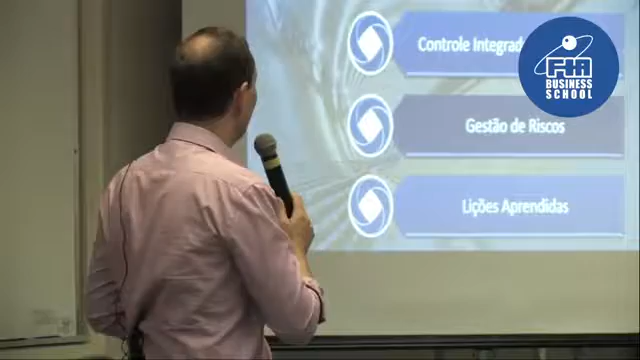 Controle Integrad
FIA
BUSINESS
SCHOOL
Gestão de Riscos
Lições Aprendidas